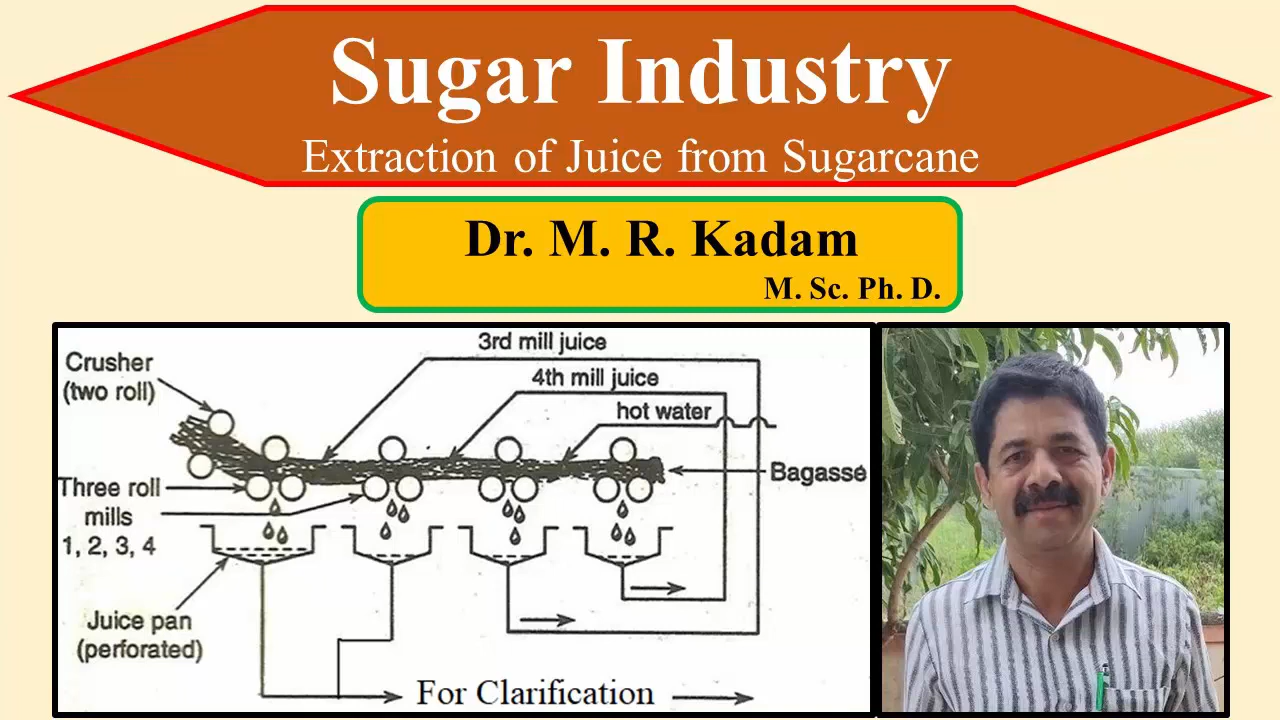 Sugar Industry
Extraction of Juice from Sugarcane
Dr. M. R. Kadam
M. Sc. Ph. D.
3rd mill juice
Crusher
(two roll)
4th mill juice
hot water
Bagasse
Three roll
mills
1, 2, 3, 4
Juice pan
(perforated)
For Clarification